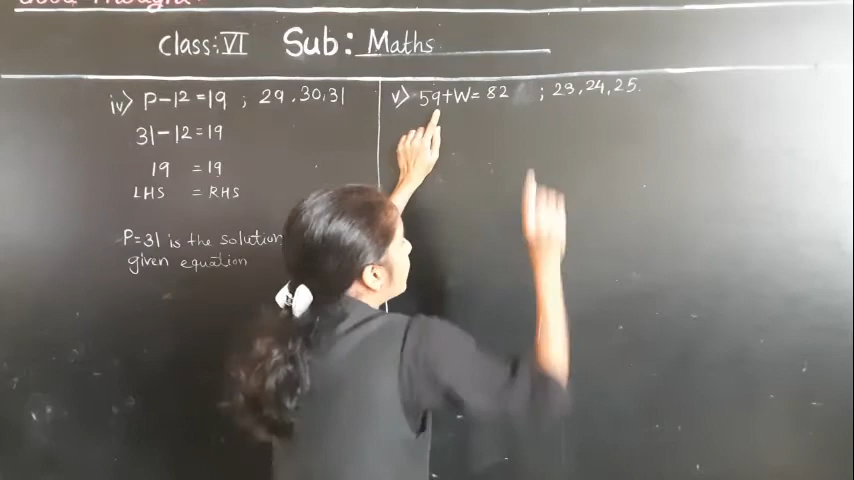 Good Thought
Class: VI Sub: Maths
iv) P-12=19 ; 29, 30, 31
31-12=19
19 = 19
LHS = RHS
P=31 is the solution
given equation
v) 59+W=82 ; 23, 24, 25.